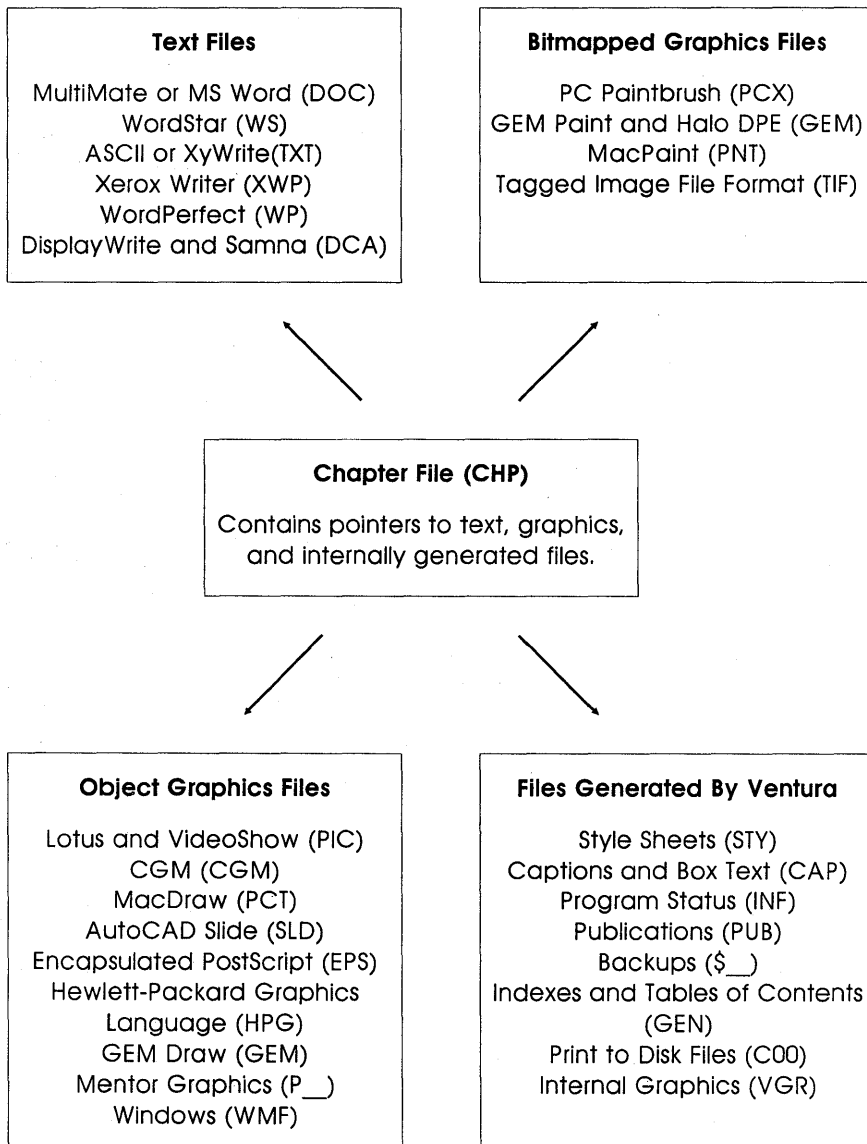 Text Files
MultiMate or MS Word (DOC)
WordStar (WS)
ASCII or XyWrite(TXT)
Xerox Writer (XWP)
WordPerfect (WP)
DisplayWrite and Samna (DCA)
Bitmapped Graphics Files
PC Paintbrush (PCX)
GEM Paint and Halo DPE (GEM)
MacPaint (PNT)
Tagged Image File Format (TIF)
Chapter File (CHP)
Contains pointers to text, graphics,
and internally generated files.
Object Graphics Files
Lotus and VideoShow (PIC)
CGM (CGM)
MacDraw (PCT)
AutoCAD Slide (SLD)
Encapsulated PostScript (EPS)
Hewlett-Packard Graphics
Language (HPG)
GEM Draw (GEM)
Mentor Graphics (P__)
Windows (WMF)
Files Generated By Ventura
Style Sheets (STY)
Captions and Box Text (CAP)
Program Status (INF)
Publications (PUB)
Backups ($__)
Indexes and Tables of Contents
(GEN)
Print to Disk Files (C00)
Internal Graphics (VGR)